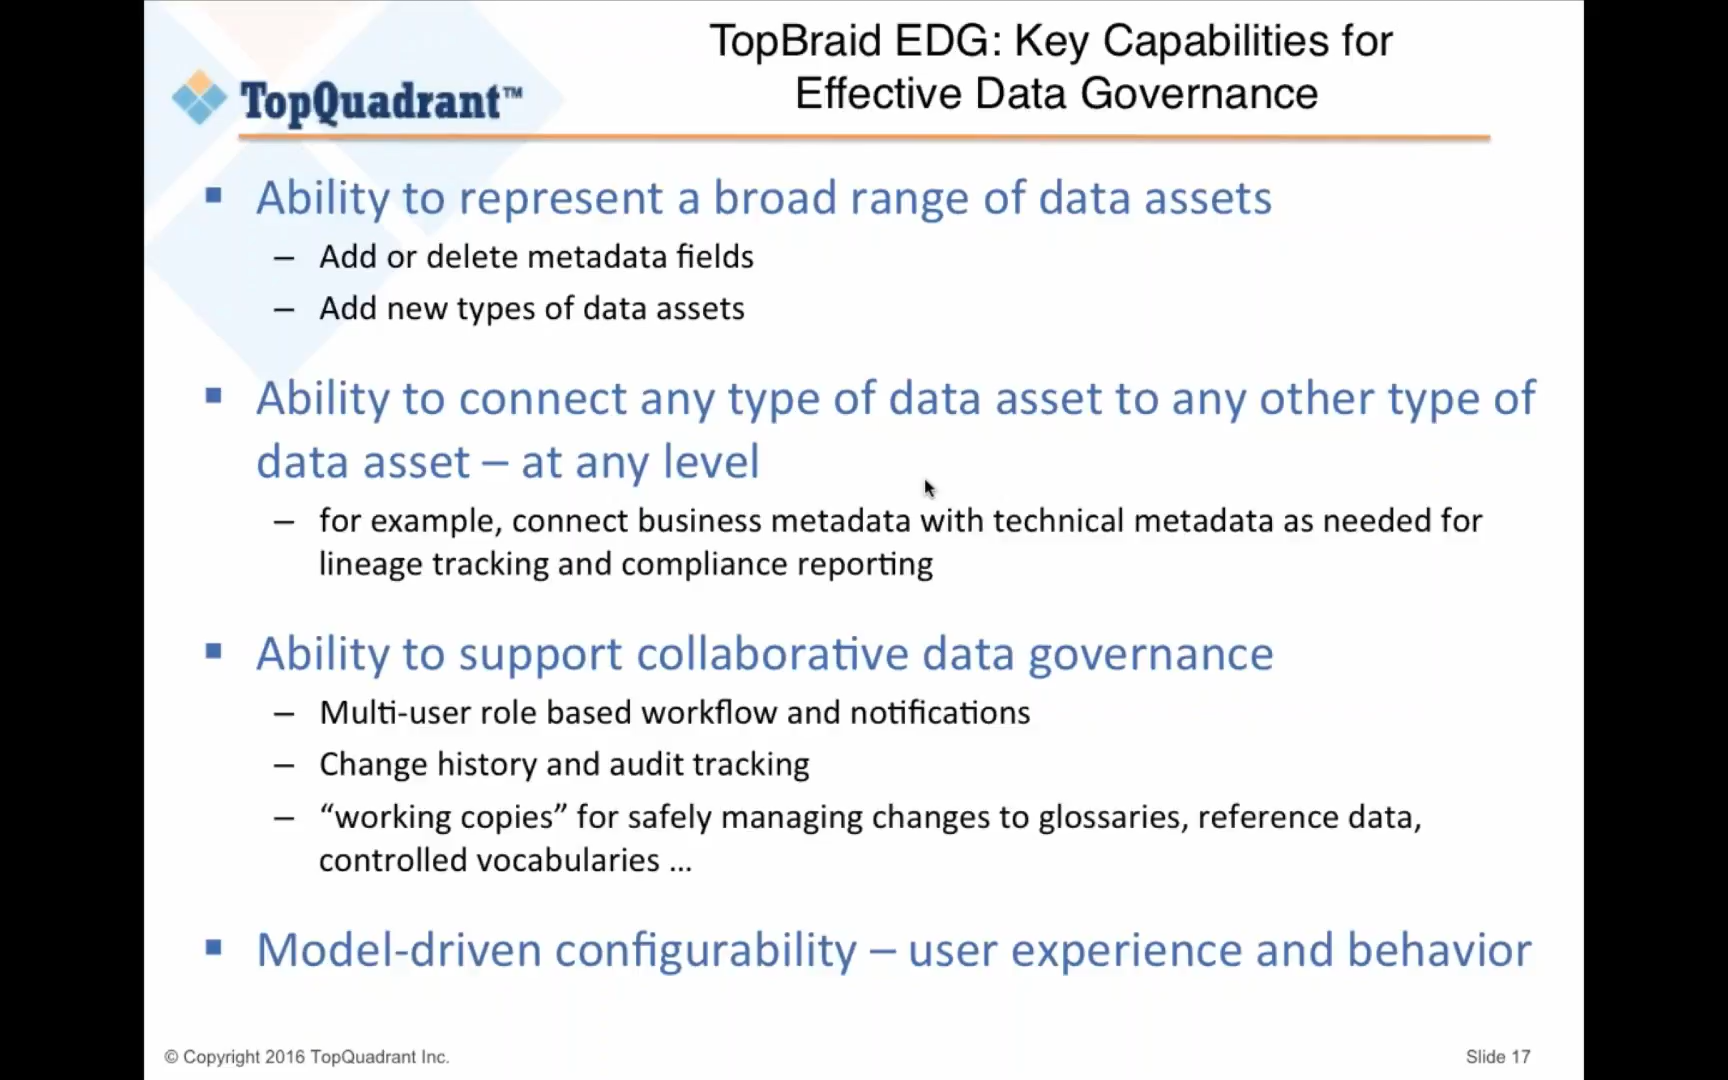 TopBraid EDG: Key Capabilities for
Effective Data Governance
TopQuadrant™
▪ Ability to represent a broad range of data assets
– Add or delete metadata fields
– Add new types of data assets
▪ Ability to connect any type of data asset to any other type of
data asset – at any level
– for example, connect business metadata with technical metadata as needed for
lineage tracking and compliance reporting
▪ Ability to support collaborative data governance
– Multi-user role based workflow and notifications
– Change history and audit tracking
– “working copies” for safely managing changes to glossaries, reference data,
controlled vocabularies ...
▪ Model-driven configurability – user experience and behavior
© Copyright 2016 TopQuadrant Inc.
Slide 17